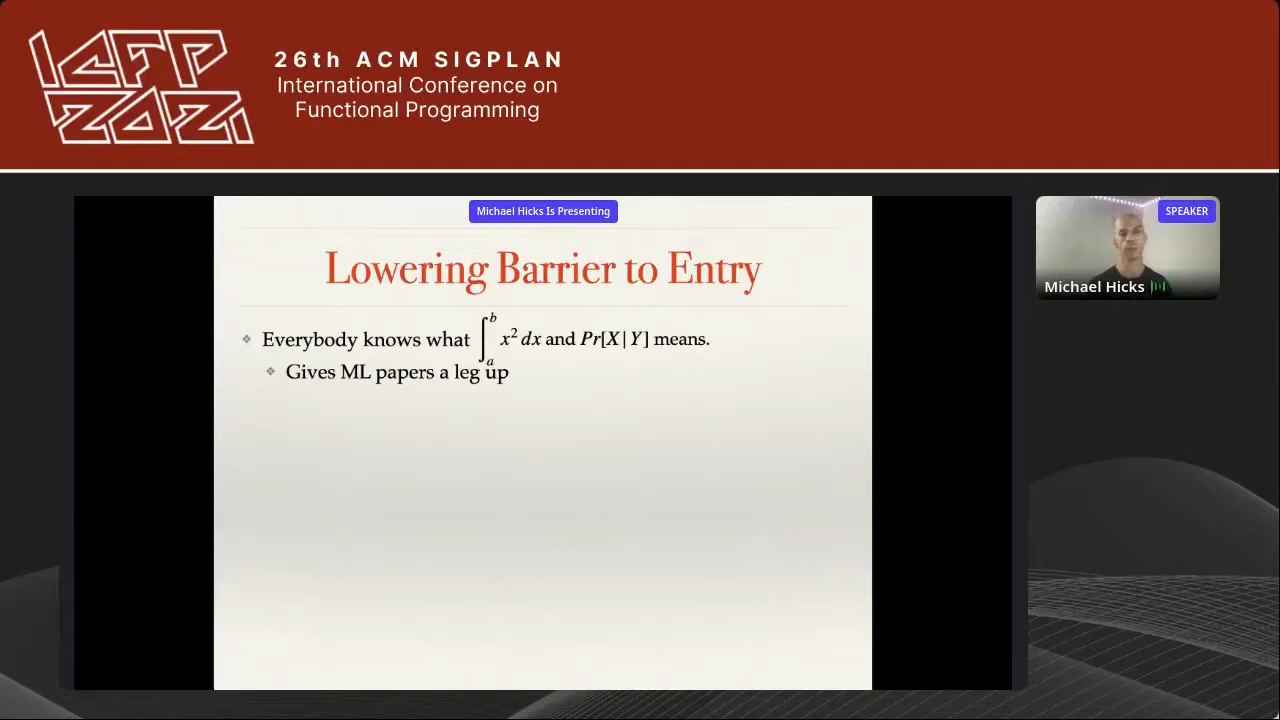 ICFP
2021
26th ACM SIGPLAN
International Conference on
Functional Programming
Michael Hicks Is Presenting
SPEAKER
Michael Hicks
Lowering Barrier to Entry
❖ Everybody knows what ∫_a^b x² dx and Pr[X | Y] means.
❖ Gives ML papers a leg up